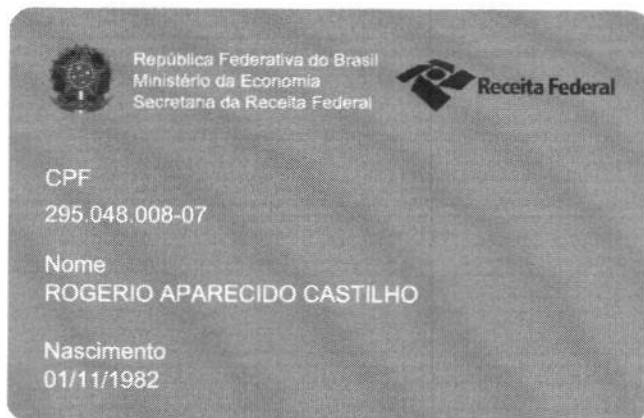 República Federativa do Brasil
Ministério da Economia
Secretaria da Receita Federal
Receita Federal
CPF
295.048.008-07
Nome
ROGERIO APARECIDO CASTILHO
Nascimento
01/11/1982